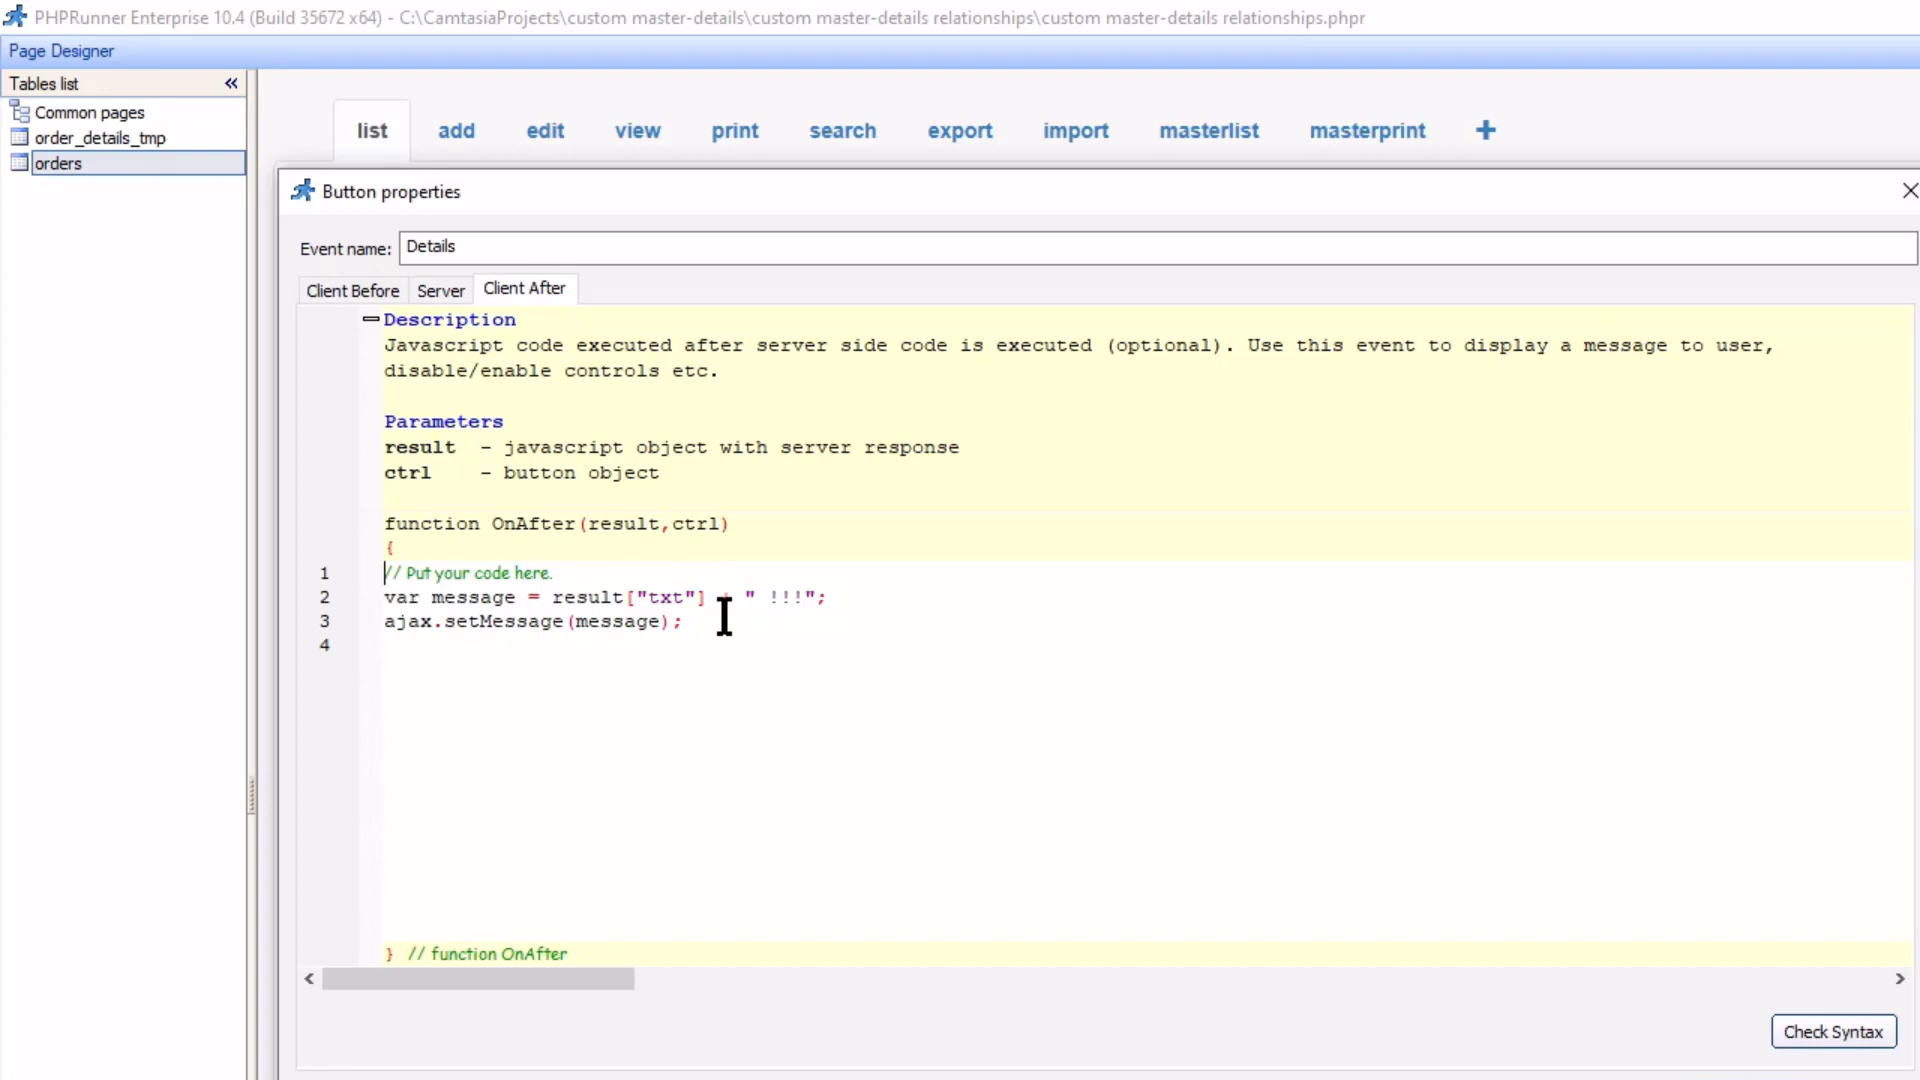 PHPRunner Enterprise 10.4 (Build 35672 x64) - C:\CamtasiaProjects\custom master-details\custom master-details relationships\custom master-details relationships.phpr
Page Designer
Tables list «
Common pages
order_details_tmp
orders
list add edit view print search export import masterlist masterprint +
Button properties
Event name: Details
Client Before Server Client After
Description
Javascript code executed after server side code is executed (optional). Use this event to display a message to user,
disable/enable controls etc.
Parameters
result - javascript object with server response
ctrl - button object
function OnAfter(result,ctrl)
{
1 // Put your code here.
2 var message = result["txt"] + " !!!";
3 ajax.setMessage(message);
4
} // function OnAfter
Check Syntax